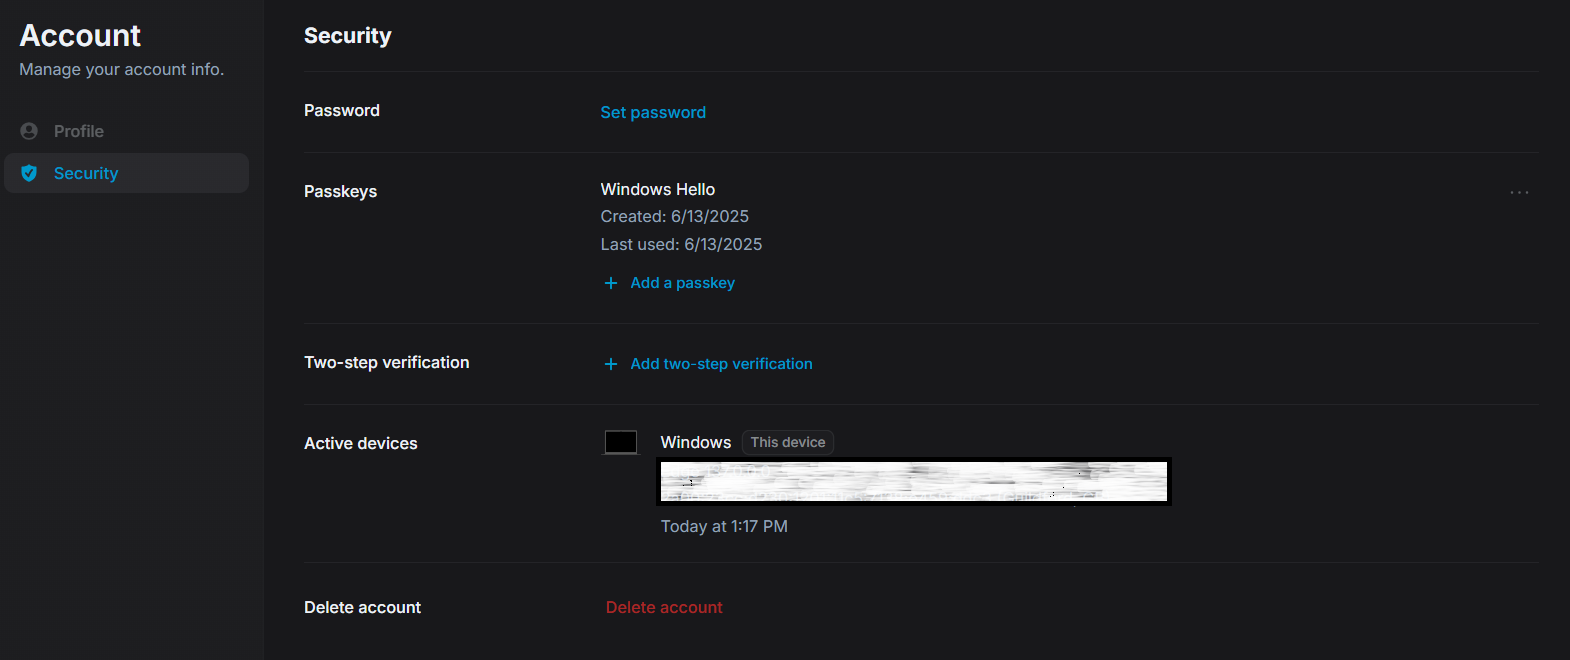 Account
Manage your account info.
Profile
Security
Security
Password
Set password
Passkeys
Windows Hello
Created: 6/13/2025
Last used: 6/13/2025
+ Add a passkey
Two-step verification
+ Add two-step verification
Active devices
Windows This device
Today at 1:17 PM
Delete account
Delete account